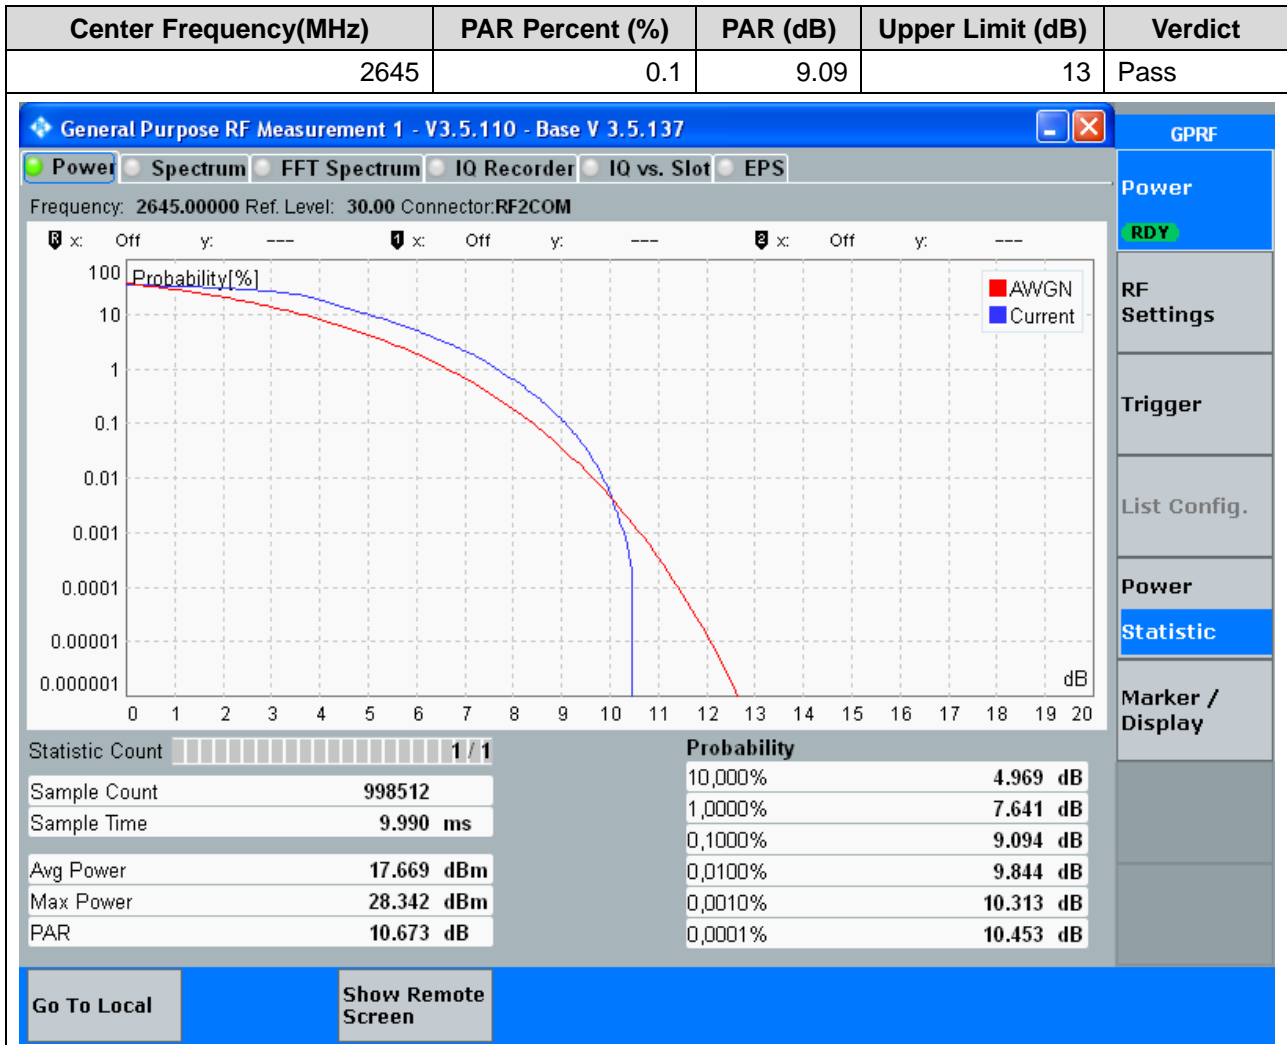 Center Frequency(MHz) PAR Percent (%) PAR (dB) Upper Limit (dB) Verdict
2645 0.1 9.09 13 Pass
General Purpose RF Measurement 1 - V3.5.110 - Base V 3.5.137
GPRF
Power Spectrum FFT Spectrum IQ Recorder IQ vs. Slot EPS
Frequency: 2645.00000 Ref. Level: 30.00 Connector:RF2COM
R x: Off y: --- 1 x: Off y: --- 2 x: Off y: ---
Probability[%]
100
10
1
0.1
0.01
0.001
0.0001
0.00001
0.000001
AWGN
Current
dB
0 1 2 3 4 5 6 7 8 9 10 11 12 13 14 15 16 17 18 19 20
Statistic Count 1 / 1
Sample Count 998512
Sample Time 9.990 ms
Avg Power 17.669 dBm
Max Power 28.342 dBm
PAR 10.673 dB
Probability
10,000% 4.969 dB
1,0000% 7.641 dB
0,1000% 9.094 dB
0,0100% 9.844 dB
0,0010% 10.313 dB
0,0001% 10.453 dB
Power
RDY
RF
Settings
Trigger
List Config.
Power
Statistic
Marker /
Display
Go To Local
Show Remote
Screen